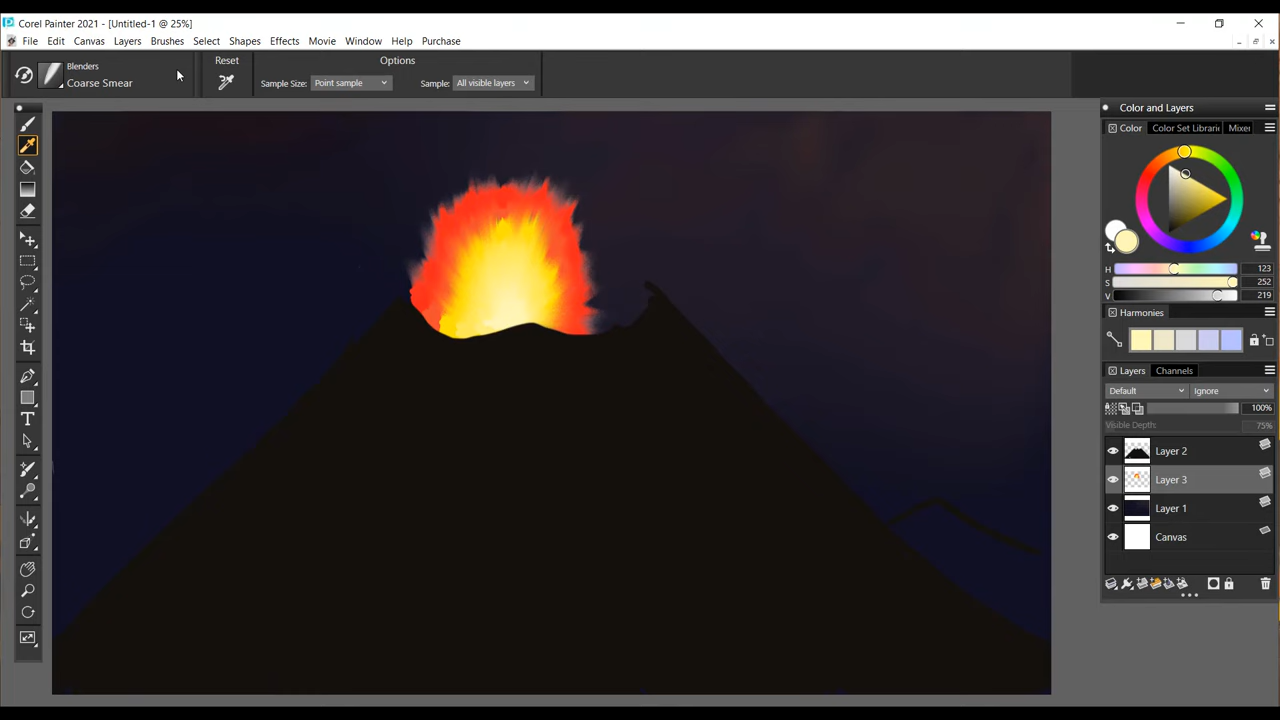 Corel Painter 2021 - [Untitled-1 @ 25%]
File Edit Canvas Layers Brushes Select Shapes Effects Movie Window Help Purchase
Blenders
Coarse Smear
Reset
Options
Sample Size: Point sample Sample: All visible layers
Color and Layers
Color Color Set Librari Mixer
H 123
S 252
V 219
Harmonies
Layers Channels
Default Ignore
100%
Visible Depth: 75%
Layer 2
Layer 3
Layer 1
Canvas
T